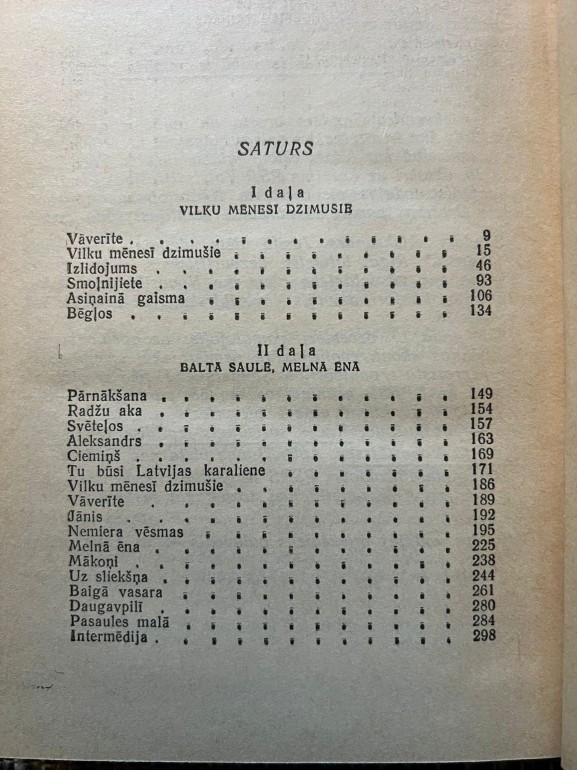 SATURS
I daļa
VILKU MĒNESĪ DZIMUŠIE
Vāverīte . . . . . . . . . . . . . 9
Vilku mēnesī dzimušie . . . . . . . . . 15
Izlidojums . . . . . . . . . . . . 46
Smoļnijiete . . . . . . . . . . . . 93
Asiņainā gaisma . . . . . . . . . . 106
Bēgļos . . . . . . . . . . . . . 134
II daļa
BALTA SAULE, MELNA ĒNA
Pārnākšana . . . . . . . . . . . . 149
Radžu aka . . . . . . . . . . . . 154
Svēteļos . . . . . . . . . . . . . 157
Aleksandrs . . . . . . . . . . . . 163
Ciemiņš . . . . . . . . . . . . . 169
Tu būsi Latvijas karaliene . . . . . . . 171
Vilku mēnesī dzimušie . . . . . . . . . 186
Vāverīte . . . . . . . . . . . . . 189
Jānis . . . . . . . . . . . . . 192
Nemiera vēsmas . . . . . . . . . . 195
Melnā ēna . . . . . . . . . . . . 225
Mākoņi . . . . . . . . . . . . . 238
Uz sliekšņa . . . . . . . . . . . . 244
Baigā vasara . . . . . . . . . . . 261
Daugavpilī . . . . . . . . . . . . 280
Pasaules malā . . . . . . . . . . . 284
Intermēdija . . . . . . . . . . . . 298